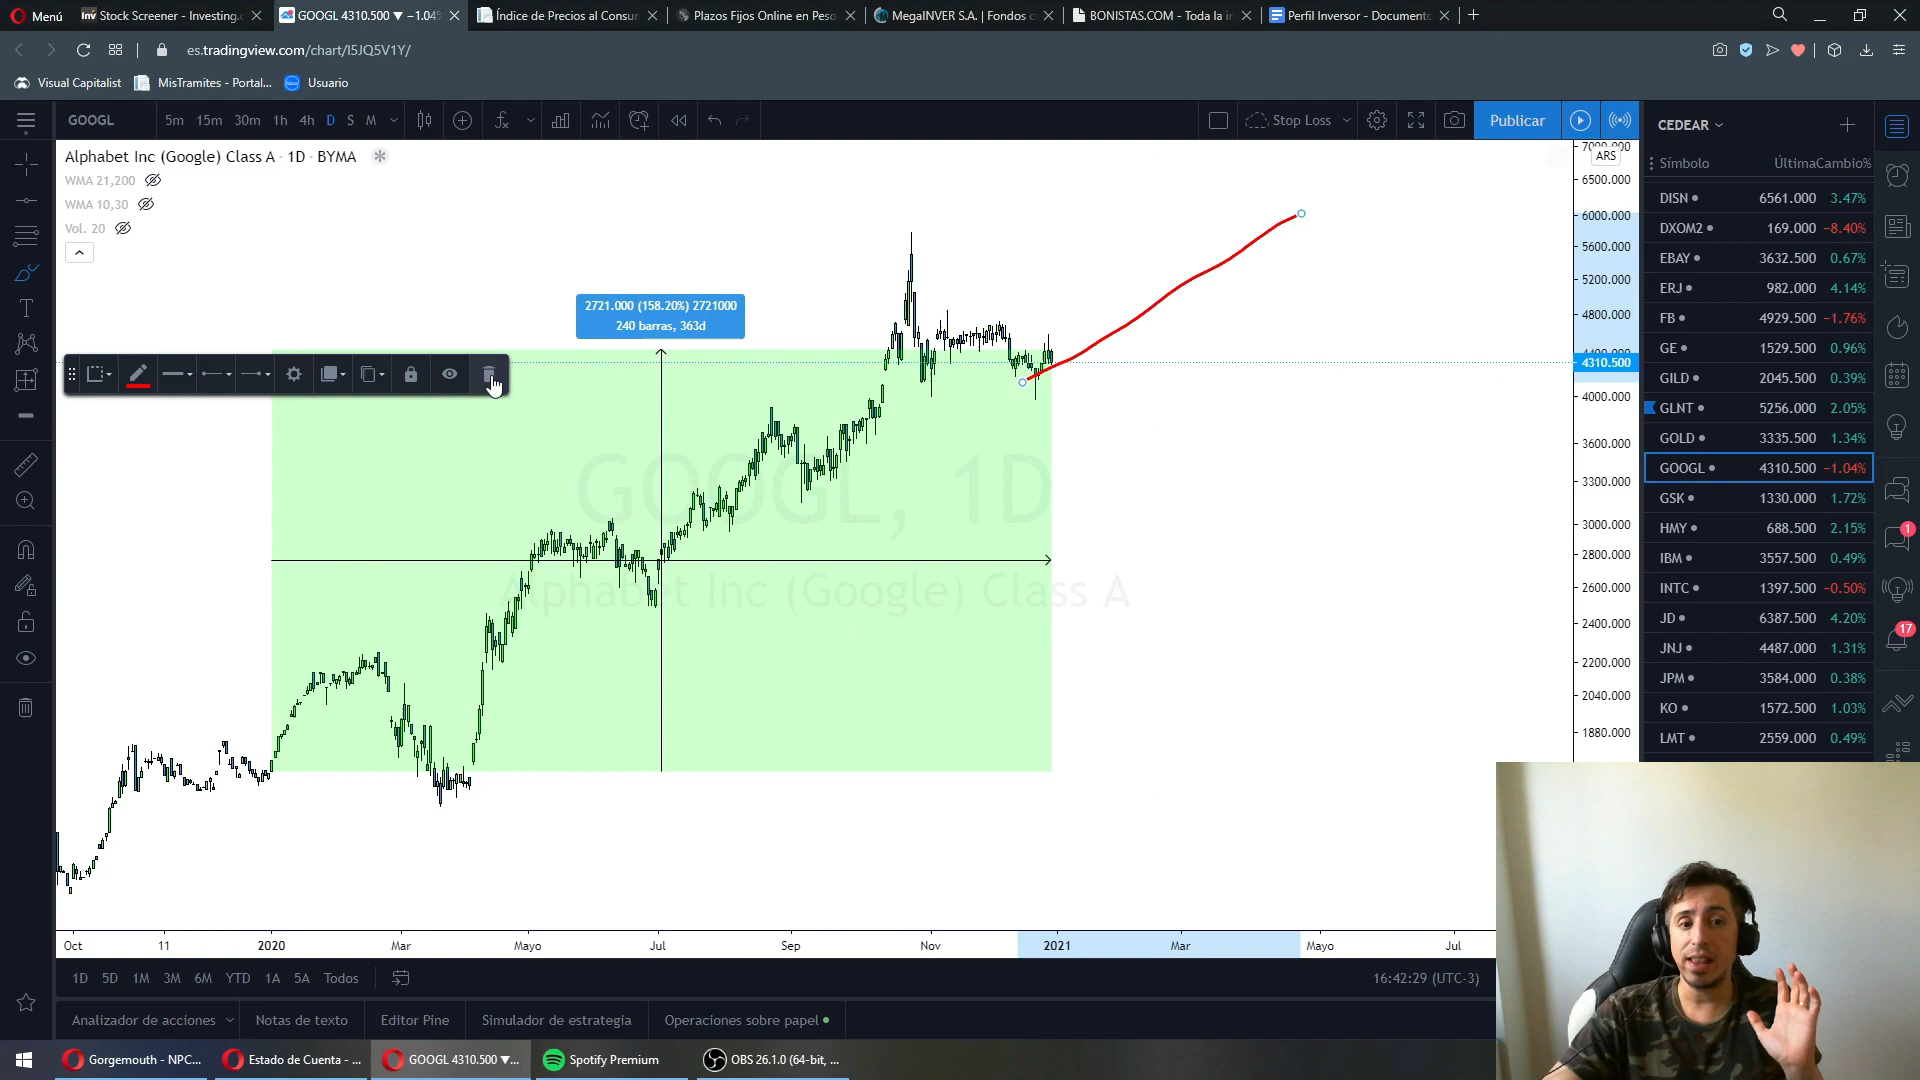 Menú
Stock Screener - Investing.
GOOGL 4310.500 ▼ −1.04%
Índice de Precios al Consum
Plazos Fijos Online en Peso
MegaINVER S.A. | Fondos
BONISTAS.COM - Toda la in
Perfil Inversor - Document
es.tradingview.com/chart/I5JQ5V1Y/
Visual Capitalist
MisTramites - Portal...
Usuario
GOOGL
5m 15m 30m 1h 4h D S M
Stop Loss
Publicar
CEDEAR
Alphabet Inc (Google) Class A · 1D · BYMA
WMA 21,200
WMA 10,30
Vol. 20
ARS
7000.000
6500.000
6000.000
5600.000
5200.000
4800.000
4310.500
4000.000
3600.000
3300.000
3000.000
2800.000
2600.000
2400.000
2200.000
2040.000
1880.000
2721.000 (158.20%) 2721000
240 barras, 363d
GOOGL, 1D
Alphabet Inc (Google) Class A
Símbolo Última Cambio%
DISN 6561.000 3.47%
DXOM2 169.000 −8.40%
EBAY 3632.500 0.67%
ERJ 982.000 4.14%
FB 4929.500 −1.76%
GE 1529.500 0.96%
GILD 2045.500 0.39%
GLNT 5256.000 2.05%
GOLD 3335.500 1.34%
GOOGL 4310.500 −1.04%
GSK 1330.000 1.72%
HMY 688.500 2.15%
IBM 3557.500 0.49%
INTC 1397.500 −0.50%
JD 6387.500 4.20%
JNJ 4487.000 1.31%
JPM 3584.000 0.38%
KO 1572.500 1.03%
LMT 2559.000 0.49%
1
17
Oct 11 2020 Mar Mayo Jul Sep Nov 2021 Mar Mayo Jul
1D 5D 1M 3M 6M YTD 1A 5A Todos
16:42:29 (UTC-3)
Analizador de acciones
Notas de texto
Editor Pine
Simulador de estrategia
Operaciones sobre papel
Gorgemouth - NPC...
Estado de Cuenta - ...
GOOGL 4310.500 ▼...
Spotify Premium
OBS 26.1.0 (64-bit, ...